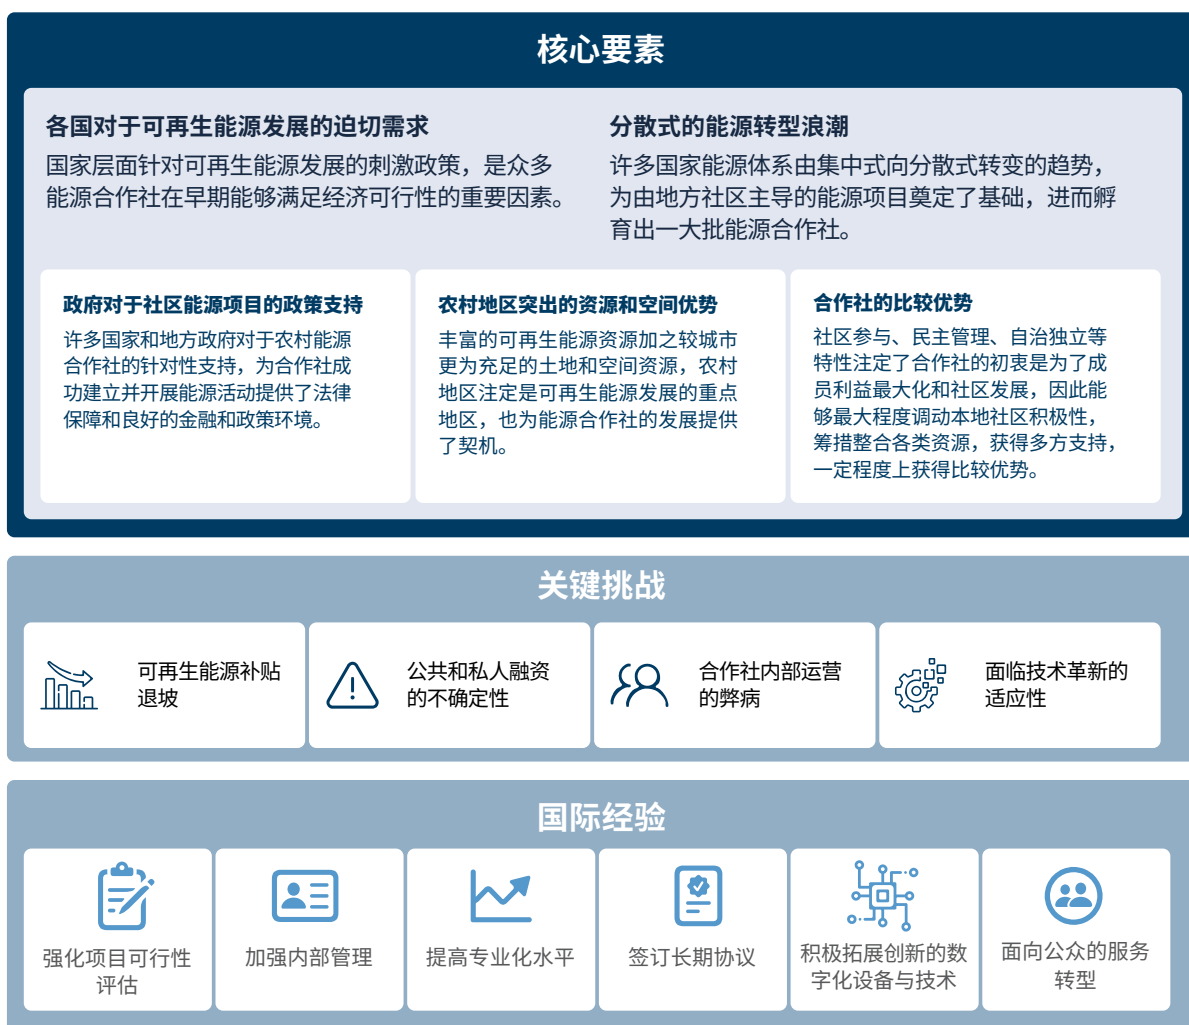 核心要素
各国对于可再生能源发展的迫切需求
国家层面针对可再生能源发展的刺激政策，是众多
能源合作社在早期能够满足经济可行性的重要因素。
分散式的能源转型浪潮
许多国家能源体系由集中式向分散式转变的趋势，
为由地方社区主导的能源项目奠定了基础，进而孵
育出一大批能源合作社。
政府对于社区能源项目的政策支持
许多国家和地方政府对于农村能源
合作社的针对性支持，为合作社成
功建立并开展能源活动提供了法律
保障和良好的金融和政策环境。
农村地区突出的资源和空间优势
丰富的可再生能源资源加之较城市
更为充足的土地和空间资源，农村
地区注定是可再生能源发展的重点
地区，也为能源合作社的发展提供
了契机。
合作社的比较优势
社区参与、民主管理、自治独立等
特性注定了合作社的初衷是为了成
员利益最大化和社区发展，因此能
够最大程度调动本地社区积极性，
筹措整合各类资源，获得多方支持，
一定程度上获得比较优势。
关键挑战
可再生能源补贴
退坡
公共和私人融资
的不确定性
合作社内部运营
的弊病
面临技术革新的
适应性
国际经验
强化项目可行性
评估
加强内部管理
提高专业化水平
签订长期协议
积极拓展创新的数
字化设备与技术
面向公众的服务
转型